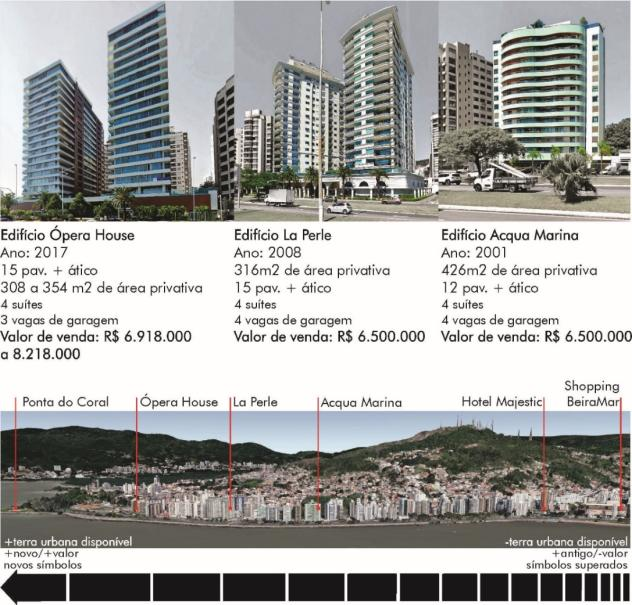 Edifício Ópera House
Ano: 2017
15 pav. + ático
308 a 354 m2 de área privativa
4 suítes
3 vagas de garagem
Valor de venda: R$ 6.918.000
a 8.218.000
Edifício La Perle
Ano: 2008
316m2 de área privativa
15 pav. + ático
4 suítes
4 vagas de garagem
Valor de venda: R$ 6.500.000
Edifício Acqua Marina
Ano: 2001
426m2 de área privativa
12 pav. + ático
4 suítes
4 vagas de garagem
Valor de venda: R$ 6.500.000
Ponta do Coral
Ópera House
La Perle
Acqua Marina
Hotel Majestic
Shopping
BeiraMar
+terra urbana disponível
+novo/+valor
novos símbolos
-terra urbana disponível
+antigo/-valor
símbolos superados